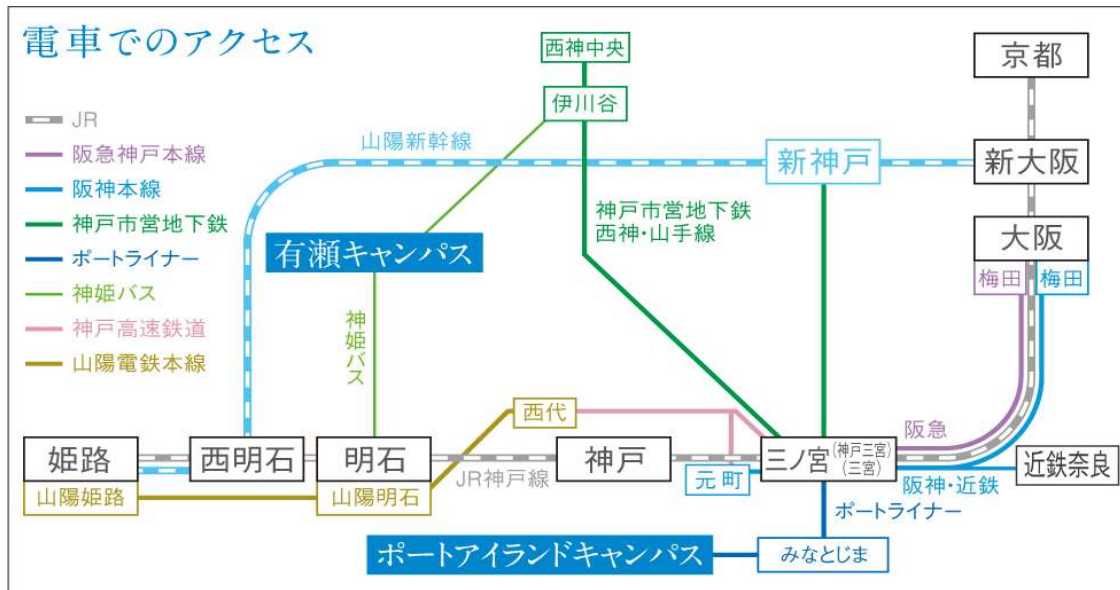 電車でのアクセス
JR
阪急神戸本線
阪神本線
神戸市営地下鉄
ポートライナー
神姫バス
神戸高速鉄道
山陽電鉄本線
西神中央
伊川谷
京都
山陽新幹線
新神戸
新大阪
神戸市営地下鉄
西神・山手線
大阪
梅田
梅田
有瀬キャンパス
神姫バス
西代
阪急
姫路
西明石
明石
神戸
三ノ宮
(神戸三宮)
(三宮)
近鉄奈良
JR神戸線
元町
阪神・近鉄
山陽姫路
山陽明石
ポートライナー
ポートアイランドキャンパス
みなとじま